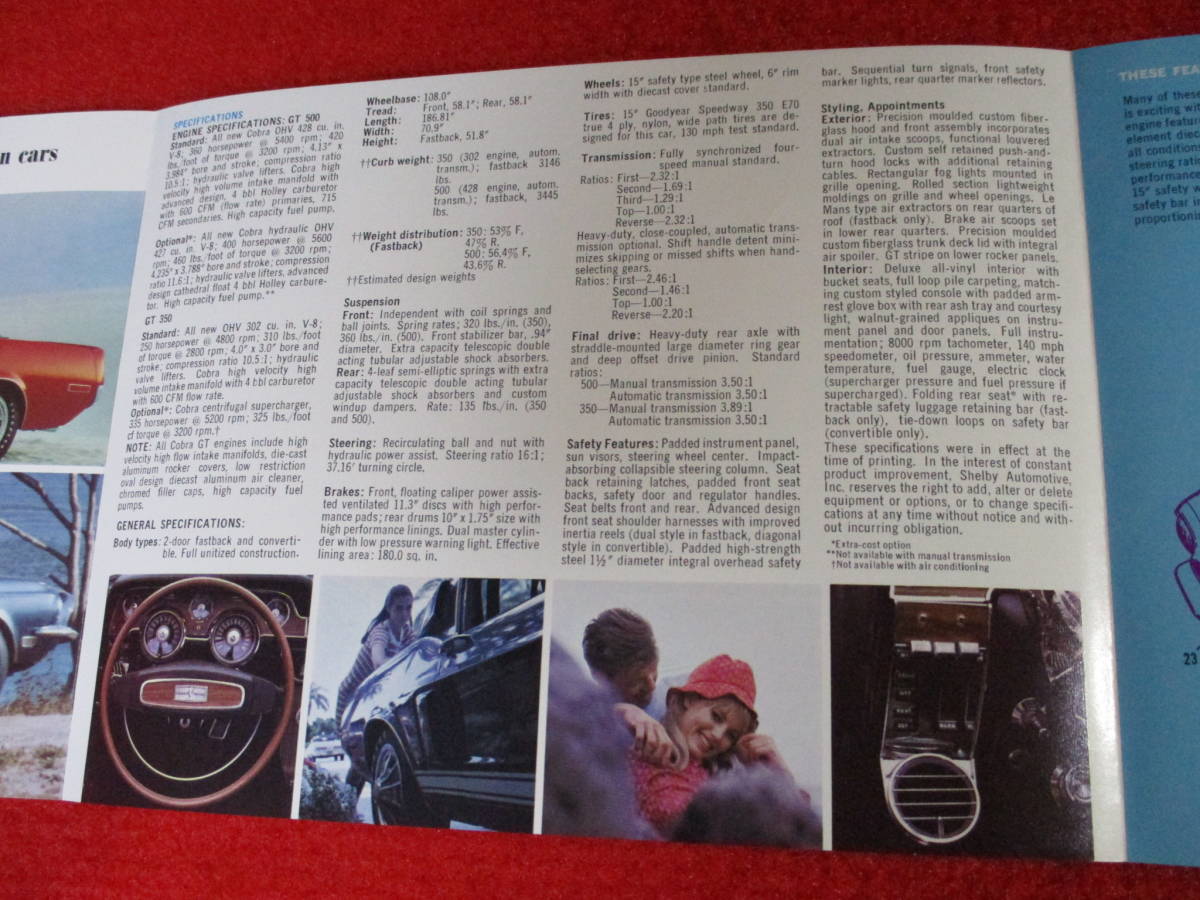 n cars
SPECIFICATIONS
ENGINE SPECIFICATIONS: GT 500
Standard: All new Cobra OHV 428 cu. in.
V-8; 360 horsepower @ 5400 rpm; 420
lbs./foot of torque @ 3200 rpm; 4.13" x
3.984" bore and stroke; compression ratio
10.5:1; hydraulic valve lifters. Cobra high
velocity high volume intake manifold with
advanced design, 4 bbl Holley carburetor
with 600 CFM (flow rate) primaries, 715
CFM secondaries. High capacity fuel pump.
Optional*: All new Cobra hydraulic OHV
427 cu. in. V-8; 400 horsepower @ 5600
rpm; 460 lbs./foot of torque @ 3200 rpm;
4.235" x 3.788" bore and stroke; compression
ratio 11.6:1; hydraulic valve lifters, advanced
design cathedral float 4 bbl Holley carbure-
tor. High capacity fuel pump.**
GT 350
Standard: All new OHV 302 cu. in. V-8;
250 horsepower @ 4800 rpm; 310 lbs./foot
of torque @ 2800 rpm; 4.0" x 3.0" bore and
stroke; compression ratio 10.5:1; hydraulic
valve lifters. Cobra high velocity high
volume intake manifold with 4 bbl carburetor
with 600 CFM flow rate.
Optional*: Cobra centrifugal supercharger,
335 horsepower @ 5200 rpm; 325 lbs./foot
of torque @ 3200 rpm.†
NOTE: All Cobra GT engines include high
velocity high flow intake manifolds, die-cast
aluminum rocker covers, low restriction
oval design diecast aluminum air cleaner,
chromed filler caps, high capacity fuel
pumps.
GENERAL SPECIFICATIONS:
Body types: 2-door fastback and converti-
ble. Full unitized construction.
Wheelbase: 108.0"
Tread: Front, 58.1"; Rear, 58.1"
Length: 186.81"
Width: 70.9"
Height: Fastback, 51.8"
††Curb weight: 350 (302 engine, autom.
transm.); fastback 3146
lbs.
500 (428 engine, autom.
transm.); fastback, 3445
lbs.
††Weight distribution: 350: 53% F,
(Fastback) 47% R.
500: 56.4% F,
43.6% R.
††Estimated design weights
Suspension
Front: Independent with coil springs and
ball joints. Spring rates; 320 lbs./in. (350),
360 lbs./in. (500). Front stabilizer bar, .94"
diameter. Extra capacity telescopic double
acting tubular adjustable shock absorbers.
Rear: 4-leaf semi-elliptic springs with extra
capacity telescopic double acting tubular
adjustable shock absorbers and custom
windup dampers. Rate: 135 lbs./in. (350
and 500).
Steering: Recirculating ball and nut with
hydraulic power assist. Steering ratio 16:1;
37.16' turning circle.
Brakes: Front, floating caliper power assis-
ted ventilated 11.3" discs with high perfor-
mance pads; rear drums 10" x 1.75" size with
high performance linings. Dual master cylin-
der with low pressure warning light. Effective
lining area: 180.0 sq. in.
Wheels: 15" safety type steel wheel, 6" rim
width with diecast cover standard.
Tires: 15" Goodyear Speedway 350 E70
true 4 ply, nylon, wide path tires are de-
signed for this car, 130 mph test standard.
Transmission: Fully synchronized four-
speed manual standard.
Ratios: First—2.32:1
Second—1.69:1
Third—1.29:1
Top—1.00:1
Reverse—2.32:1
Heavy-duty, close-coupled, automatic trans-
mission optional. Shift handle detent mini-
mizes skipping or missed shifts when hand-
selecting gears.
Ratios: First—2.46:1
Second—1.46:1
Top—1.00:1
Reverse—2.20:1
Final drive: Heavy-duty rear axle with
straddle-mounted large diameter ring gear
and deep offset drive pinion. Standard
ratios:
500—Manual transmission 3.50:1
Automatic transmission 3.50:1
350—Manual transmission 3.89:1
Automatic transmission 3.50:1
Safety Features: Padded instrument panel,
sun visors, steering wheel center. Impact-
absorbing collapsible steering column. Seat
back retaining latches, padded front seat
backs, safety door and regulator handles.
Seat belts front and rear. Advanced design
front seat shoulder harnesses with improved
inertia reels (dual style in fastback, diagonal
style in convertible). Padded high-strength
steel 1½" diameter integral overhead safety
bar. Sequential turn signals, front safety
marker lights, rear quarter marker reflectors.
Styling, Appointments
Exterior: Precision moulded custom fiber-
glass hood and front assembly incorporates
dual air intake scoops, functional louvered
extractors. Custom self retained push-and-
turn hood locks with additional retaining
cables. Rectangular fog lights mounted in
grille opening. Rolled section lightweight
moldings on grille and wheel openings. Le
Mans type air extractors on rear quarters of
roof (fastback only). Brake air scoops set
in lower rear quarters. Precision moulded
custom fiberglass trunk deck lid with integral
air spoiler. GT stripe on lower rocker panels.
Interior: Deluxe all-vinyl interior with
bucket seats, full loop pile carpeting, match-
ing custom styled console with padded arm-
rest glove box with rear ash tray and courtesy
light, walnut-grained appliques on instru-
ment panel and door panels. Full instru-
mentation; 8000 rpm tachometer, 140 mph
speedometer, oil pressure, ammeter, water
temperature, fuel gauge, electric clock
(supercharger pressure and fuel pressure if
supercharged). Folding rear seat* with re-
tractable safety luggage retaining bar (fast-
back only), tie-down loops on safety bar
(convertible only).
These specifications were in effect at the
time of printing. In the interest of constant
product improvement, Shelby Automotive,
Inc. reserves the right to add, alter or delete
equipment or options, or to change specifi-
cations at any time without notice and with-
out incurring obligation.
*Extra-cost option
**Not available with manual transmission
†Not available with air conditioning
THESE FEA
Many of these
is exciting wi
engine featur
element die
all conditions
steering rati
performance
15" safety w
safety bar i
proportiona
23